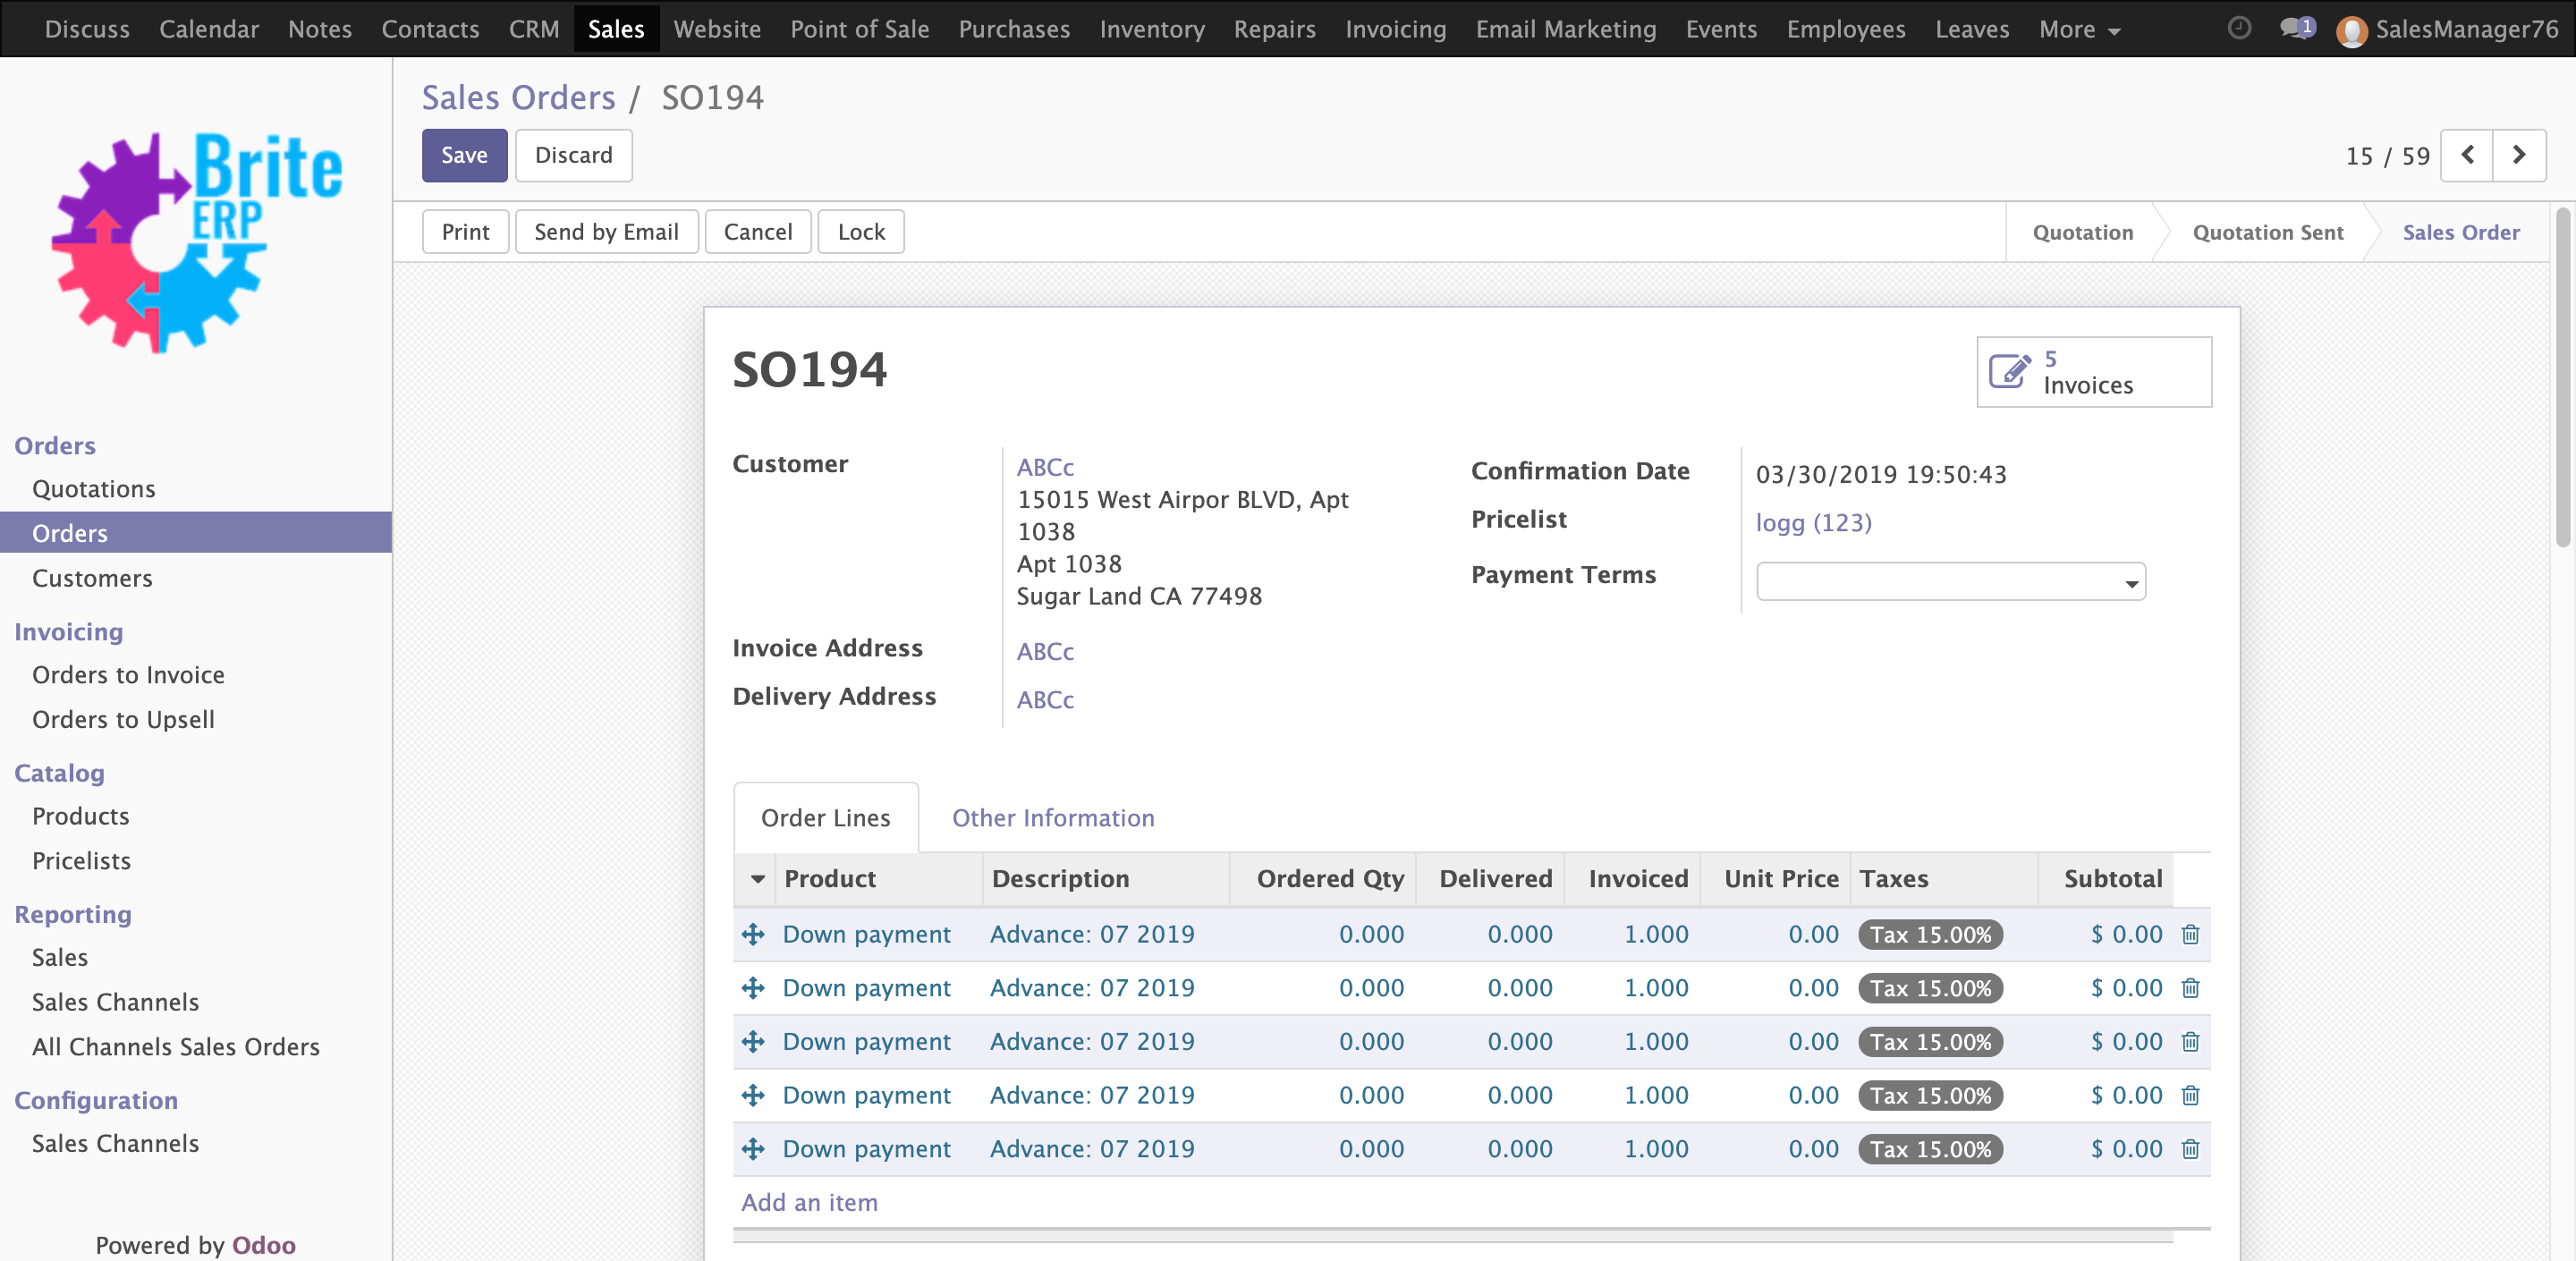 Discuss Calendar Notes Contacts CRM Sales Website Point of Sale Purchases Inventory Repairs Invoicing Email Marketing Events Employees Leaves More 1 SalesManager76
Brite
ERP
Orders
Quotations
Orders
Customers
Invoicing
Orders to Invoice
Orders to Upsell
Catalog
Products
Pricelists
Reporting
Sales
Sales Channels
All Channels Sales Orders
Configuration
Sales Channels
Powered by Odoo
Sales Orders / SO194
Save Discard
15 / 59
Print Send by Email Cancel Lock
Quotation Quotation Sent Sales Order
SO194
5
Invoices
Customer
ABCc
15015 West Airpor BLVD, Apt
1038
Apt 1038
Sugar Land CA 77498
Invoice Address ABCc
Delivery Address ABCc
Confirmation Date 03/30/2019 19:50:43
Pricelist logg (123)
Payment Terms
Order Lines Other Information
Product Description Ordered Qty Delivered Invoiced Unit Price Taxes Subtotal
Down payment Advance: 07 2019 0.000 0.000 1.000 0.00 Tax 15.00% $ 0.00
Down payment Advance: 07 2019 0.000 0.000 1.000 0.00 Tax 15.00% $ 0.00
Down payment Advance: 07 2019 0.000 0.000 1.000 0.00 Tax 15.00% $ 0.00
Down payment Advance: 07 2019 0.000 0.000 1.000 0.00 Tax 15.00% $ 0.00
Down payment Advance: 07 2019 0.000 0.000 1.000 0.00 Tax 15.00% $ 0.00
Add an item